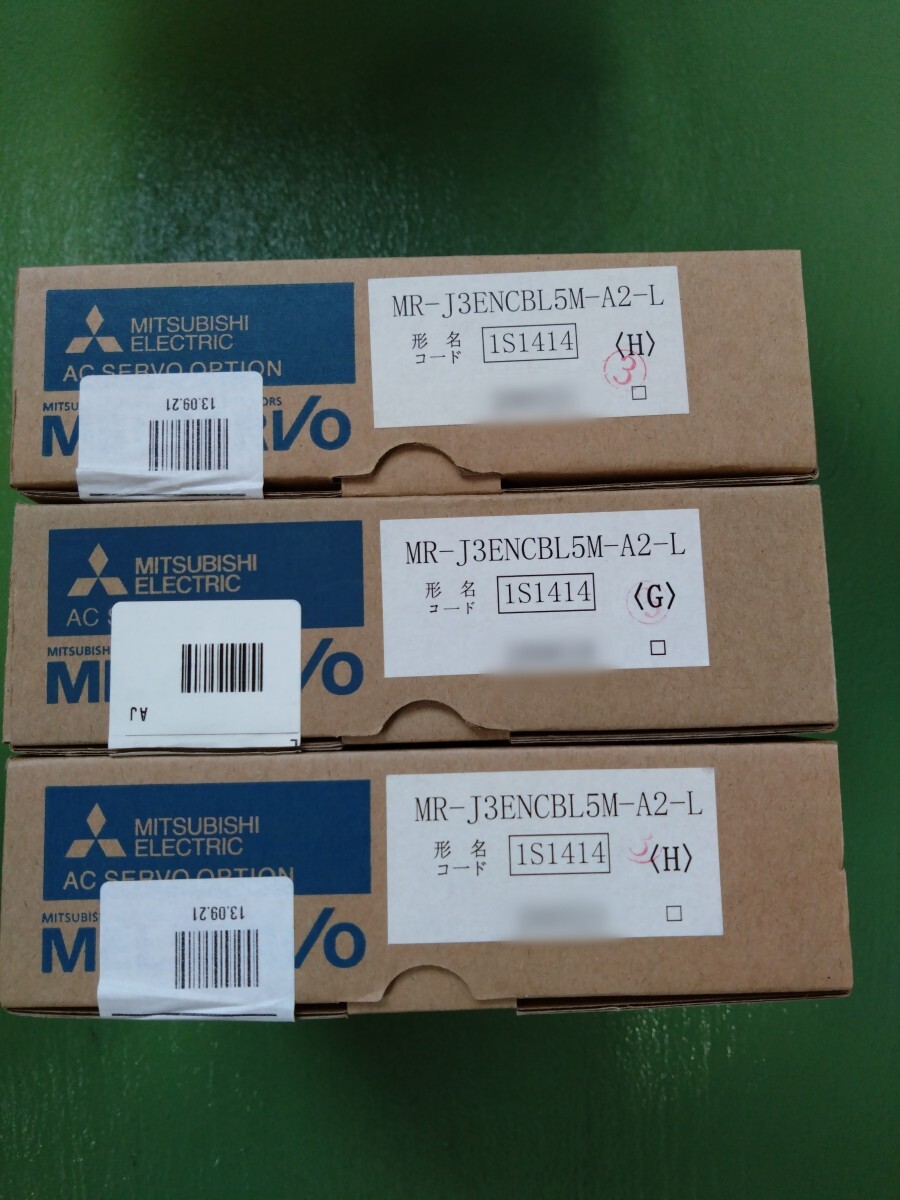 MITSUBISHI
ELECTRIC
AC SERVO OPTION
13.09.21
MR-J3ENCBL5M-A2-L
形名
コード
1S1414
〈H〉
3
MITSUBISHI
ELECTRIC
AC
AJ
MR-J3ENCBL5M-A2-L
形名
コード
1S1414
〈G〉
MITSUBISHI
ELECTRIC
AC SERVO OPTION
13.09.21
MR-J3ENCBL5M-A2-L
形名
コード
1S1414
〈H〉